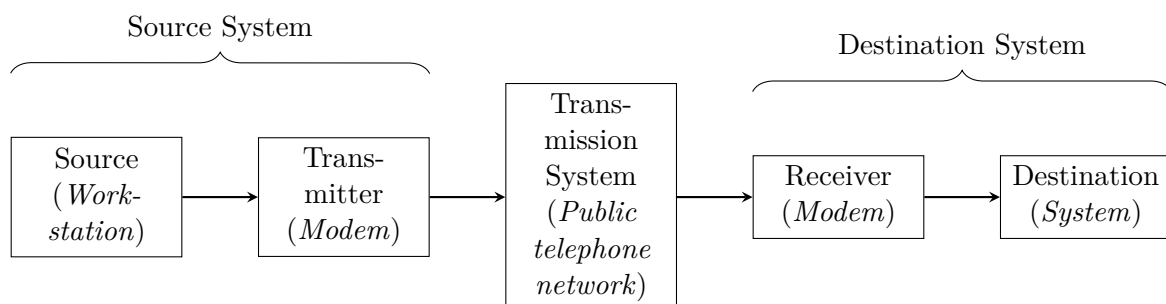 Source System
Destination System
Source
(Work-
station)
Trans-
mitter
(Modem)
Trans-
mission
System
(Public
telephone
network)
Receiver
(Modem)
Destination
(System)